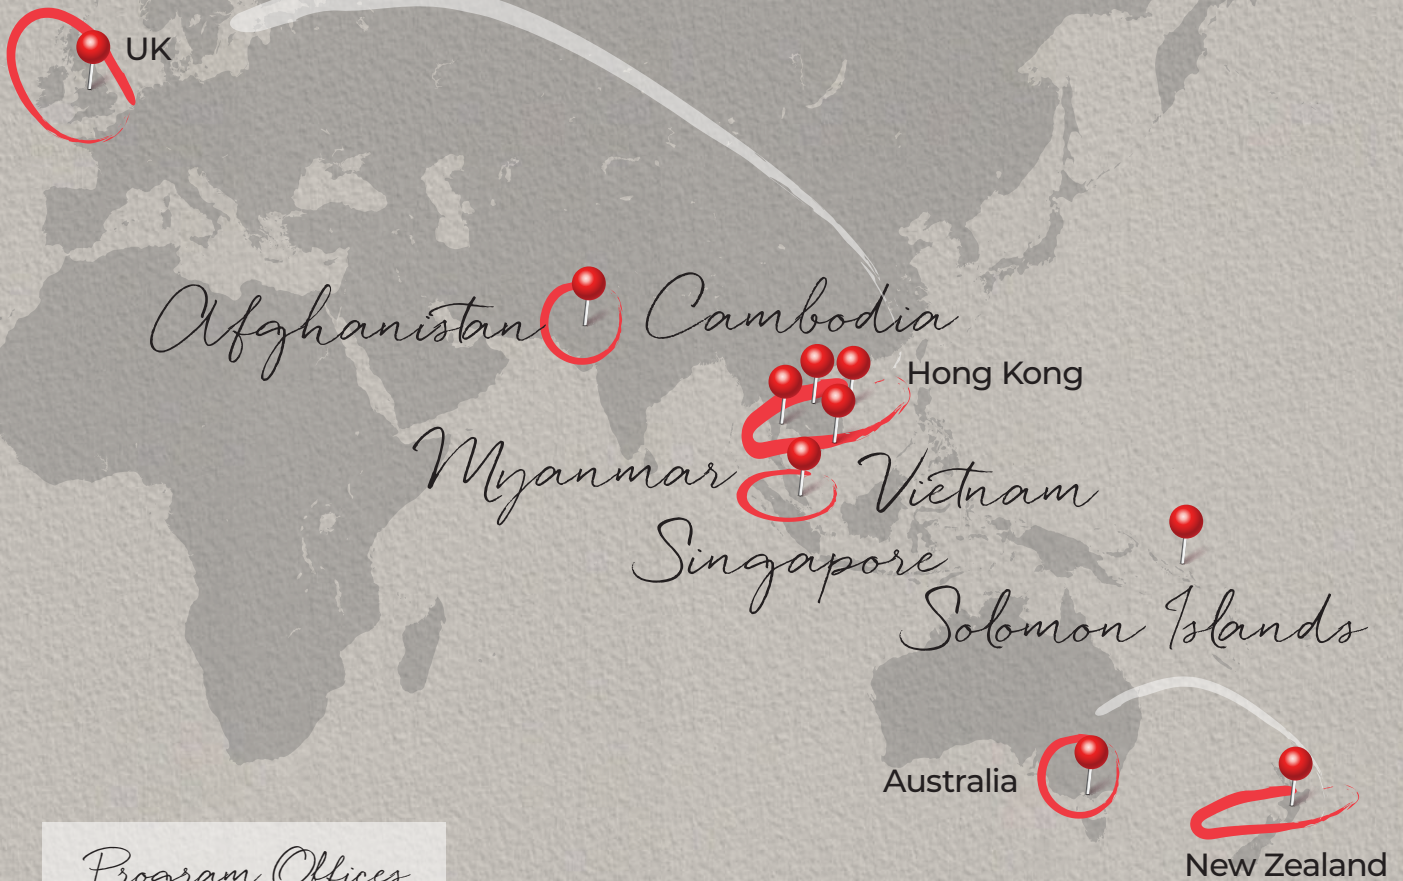 UK
Afghanistan
Cambodia
Hong Kong
Myanmar
Vietnam
Singapore
Solomon Islands
Australia
New Zealand
Program Offices